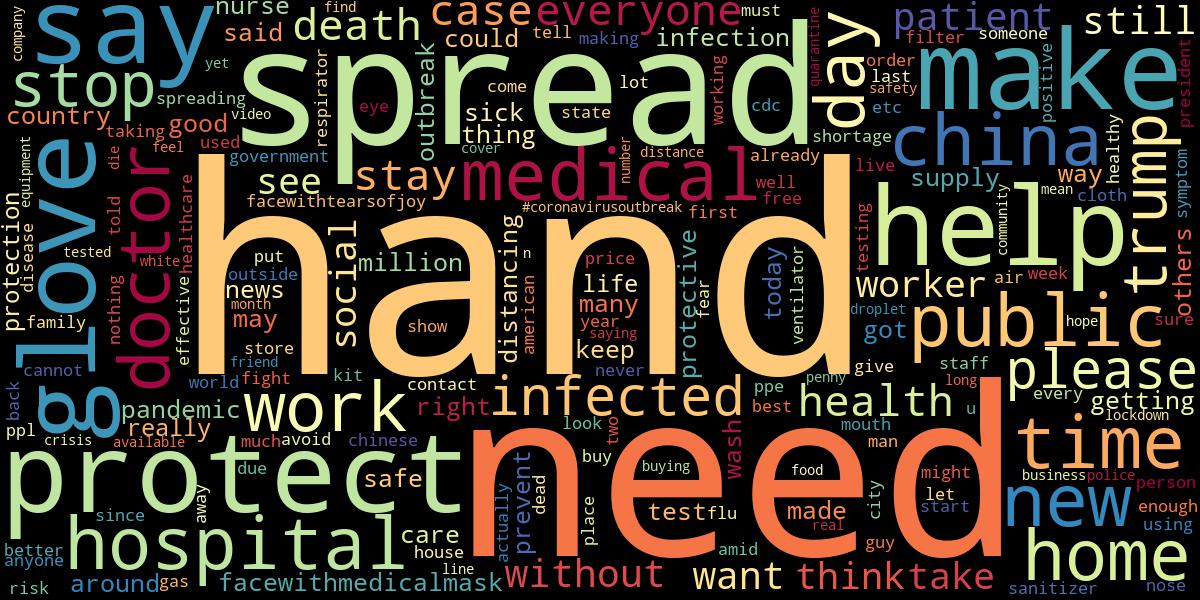 company
say
nurse
find
said
death
case
everyone
must
could
tell
making
infection
quarantine
day
patient
someone
still
filter
stop
yet
spreading
video
respirator
spread
eye
outbreak
come
lot
sick
state
thing
working
cdc
order
last
safety
etc
make
positive
president
country
taking
feel
good
used
government
cover
number
distance
already
shortage
china
healthy
trump
equipment
love
die
doctor
healthcare
see
stay
medical
well
free
live
supply
way
mean
cloth
symptom
facewithtearsofjoy
#coronavirusoutbreak
first
testing
help
community
protection
disease
tested
told
white
hand
put
outside
news
month
may
social
million
distancing
n
american
price
life
many
year
saying
protective
fear
today
ventilator
worker
air
week
others
family
nothing
effective
show
store
friend
keep
droplet
got
public
hope
sure
cannot
g
world
fight
kit
contact
never
give
staff
please
back
pandemic
work
right
infected
ppe
penny
best
health
long
u
every
getting
lockdown
ppl
crisis
really
available
much
avoid
chinese
look
two
wash
mouth
man
time
protect
due
safe
need
buy
buying
food
might
let
start
business
police
person
since
away
actually
prevent
dead
place
test
flu
made
real
city
new
enough
using
hospital
care
house
line
amid
guy
home
better
anyone
risk
around
gas
facewithmedicalmask
without
want
think
take
sanitizer
nose